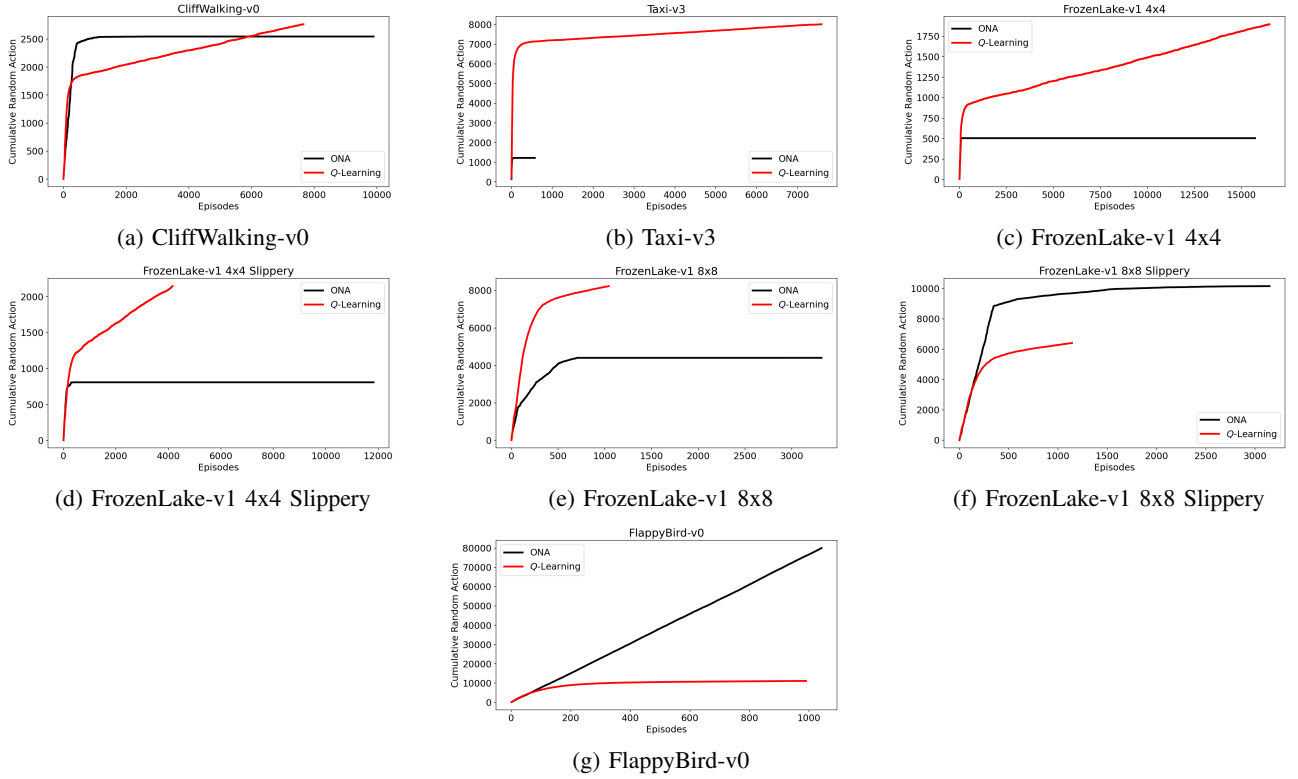 CliffWalking-v0
Cumulative Random Action
2500
2000
1500
1000
500
0
0 2000 4000 6000 8000 10000
Episodes
ONA
Q-Learning
(a) CliffWalking-v0
Taxi-v3
Cumulative Random Action
8000
7000
6000
5000
4000
3000
2000
1000
0
0 1000 2000 3000 4000 5000 6000 7000
Episodes
ONA
Q-Learning
(b) Taxi-v3
FrozenLake-v1 4x4
Cumulative Random Action
1750
1500
1250
1000
750
500
250
0
0 2500 5000 7500 10000 12500 15000
Episodes
ONA
Q-Learning
(c) FrozenLake-v1 4x4
FrozenLake-v1 4x4 Slippery
Cumulative Random Action
2000
1500
1000
500
0
0 2000 4000 6000 8000 10000 12000
Episodes
ONA
Q-Learning
(d) FrozenLake-v1 4x4 Slippery
FrozenLake-v1 8x8
Cumulative Random Action
8000
6000
4000
2000
0
0 500 1000 1500 2000 2500 3000
Episodes
ONA
Q-Learning
(e) FrozenLake-v1 8x8
FrozenLake-v1 8x8 Slippery
Cumulative Random Action
10000
8000
6000
4000
2000
0
0 500 1000 1500 2000 2500 3000
Episodes
ONA
Q-Learning
(f) FrozenLake-v1 8x8 Slippery
FlappyBird-v0
Cumulative Random Action
80000
70000
60000
50000
40000
30000
20000
10000
0
0 200 400 600 800 1000
Episodes
ONA
Q-Learning
(g) FlappyBird-v0